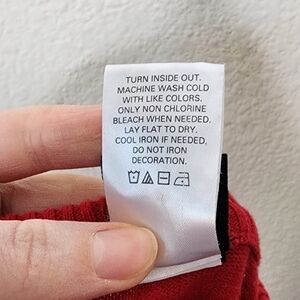 TURN INSIDE OUT.
MACHINE WASH COLD
WITH LIKE COLORS.
ONLY NON CHLORINE
BLEACH WHEN NEEDED.
LAY FLAT TO DRY.
COOL IRON IF NEEDED,
DO NOT IRON
DECORATION.